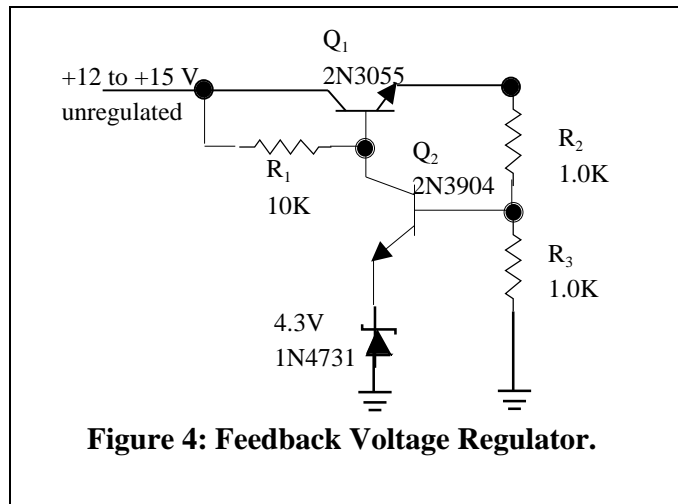 Q1
+12 to +15 V
2N3055
unregulated
Q2
R2
R1
2N3904
1.0K
10K
R3
1.0K
4.3V
1N4731
Figure 4: Feedback Voltage Regulator.